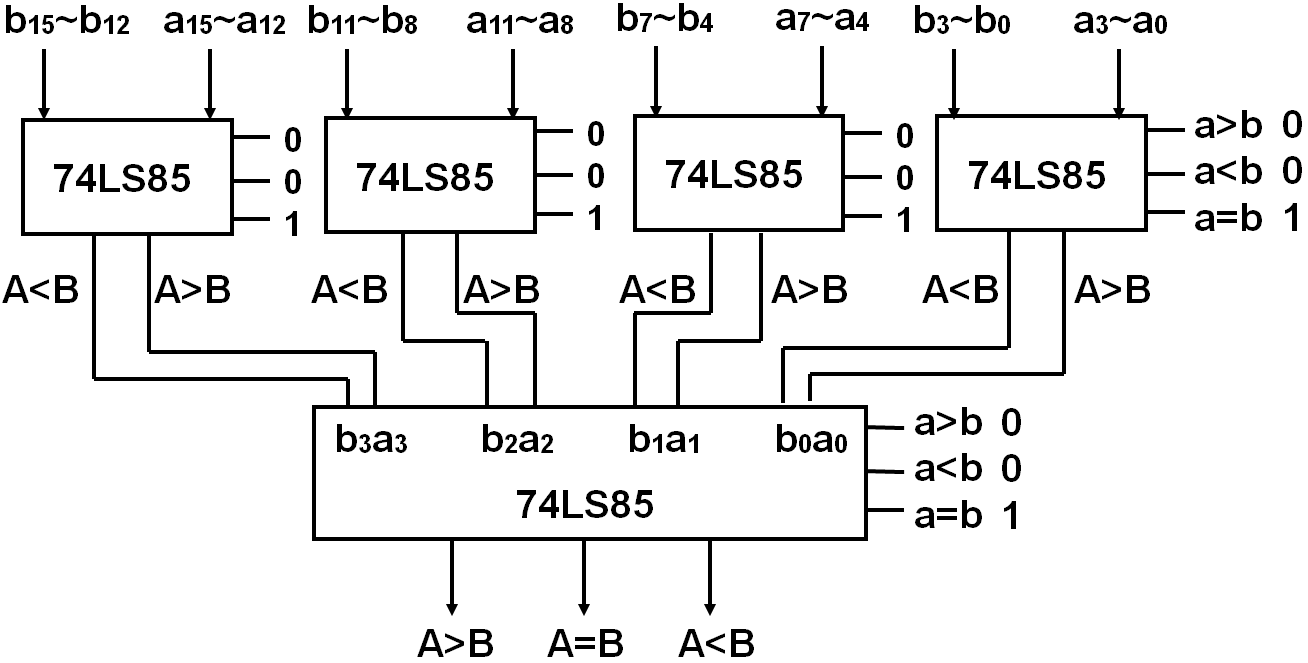 b15~b12 a15~a12 b11~b8 a11~a8 b7~b4 a7~a4 b3~b0 a3~a0
74LS85 0 0 1 74LS85 0 0 1 74LS85 0 0 1 74LS85
a>b 0
a<b 0
a=b 1
A<B A>B A<B A>B A<B A>B A<B A>B
b3a3 b2a2 b1a1 b0a0
74LS85
a>b 0
a<b 0
a=b 1
A>B A=B A<B